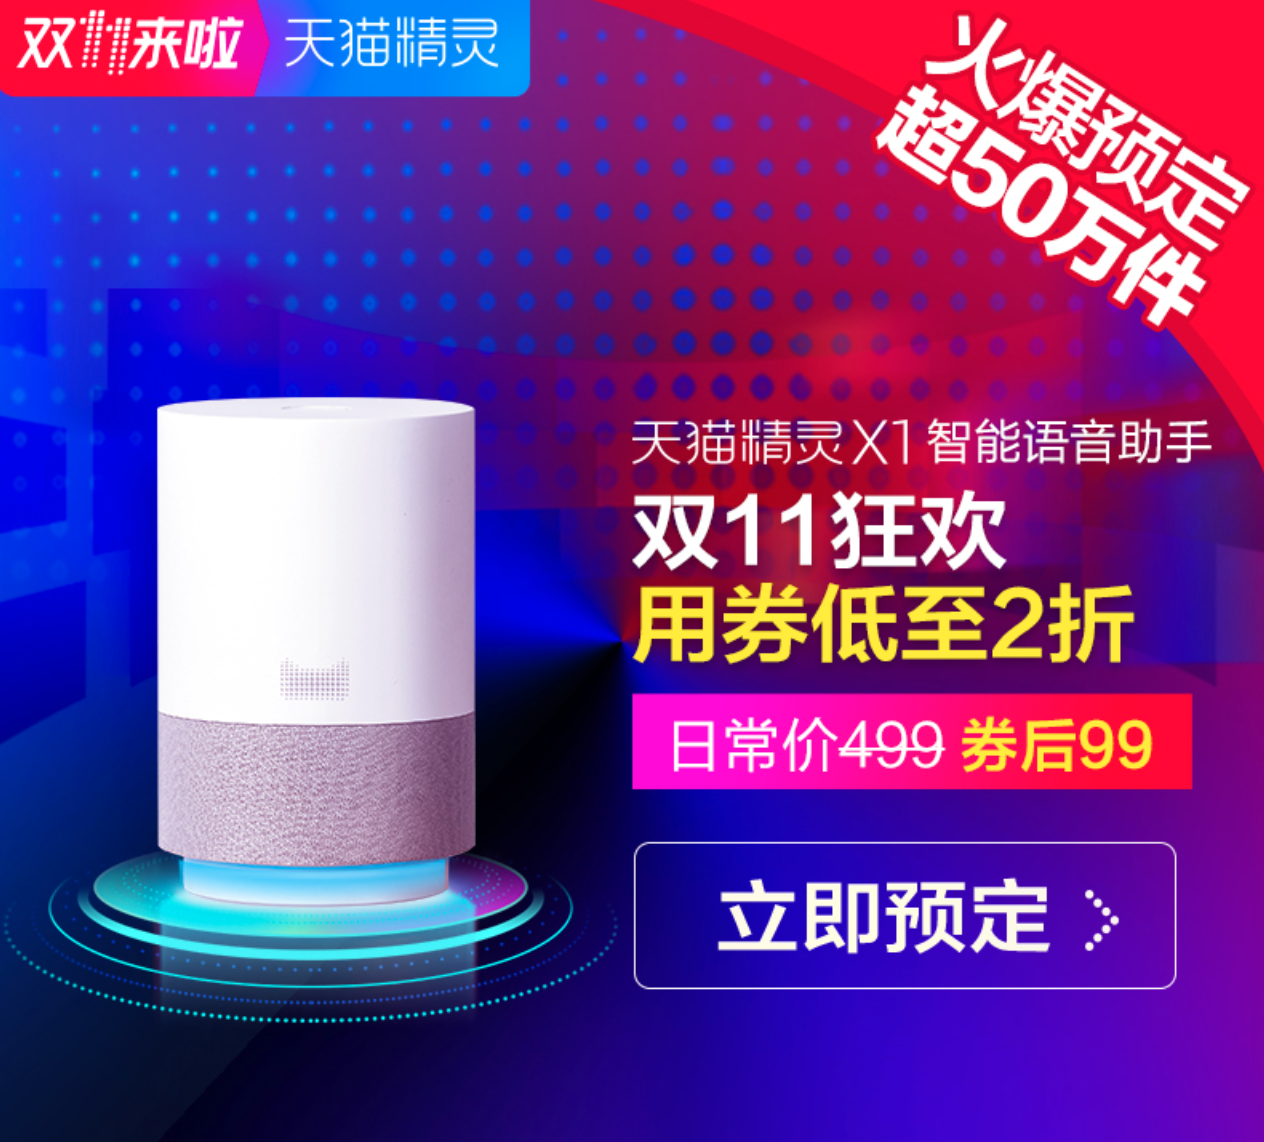 双11来啦
天猫精灵
火爆预定
超50万件
天猫精灵X1智能语音助手
双11狂欢
用券低至2折
日常价499 券后99
立即预定